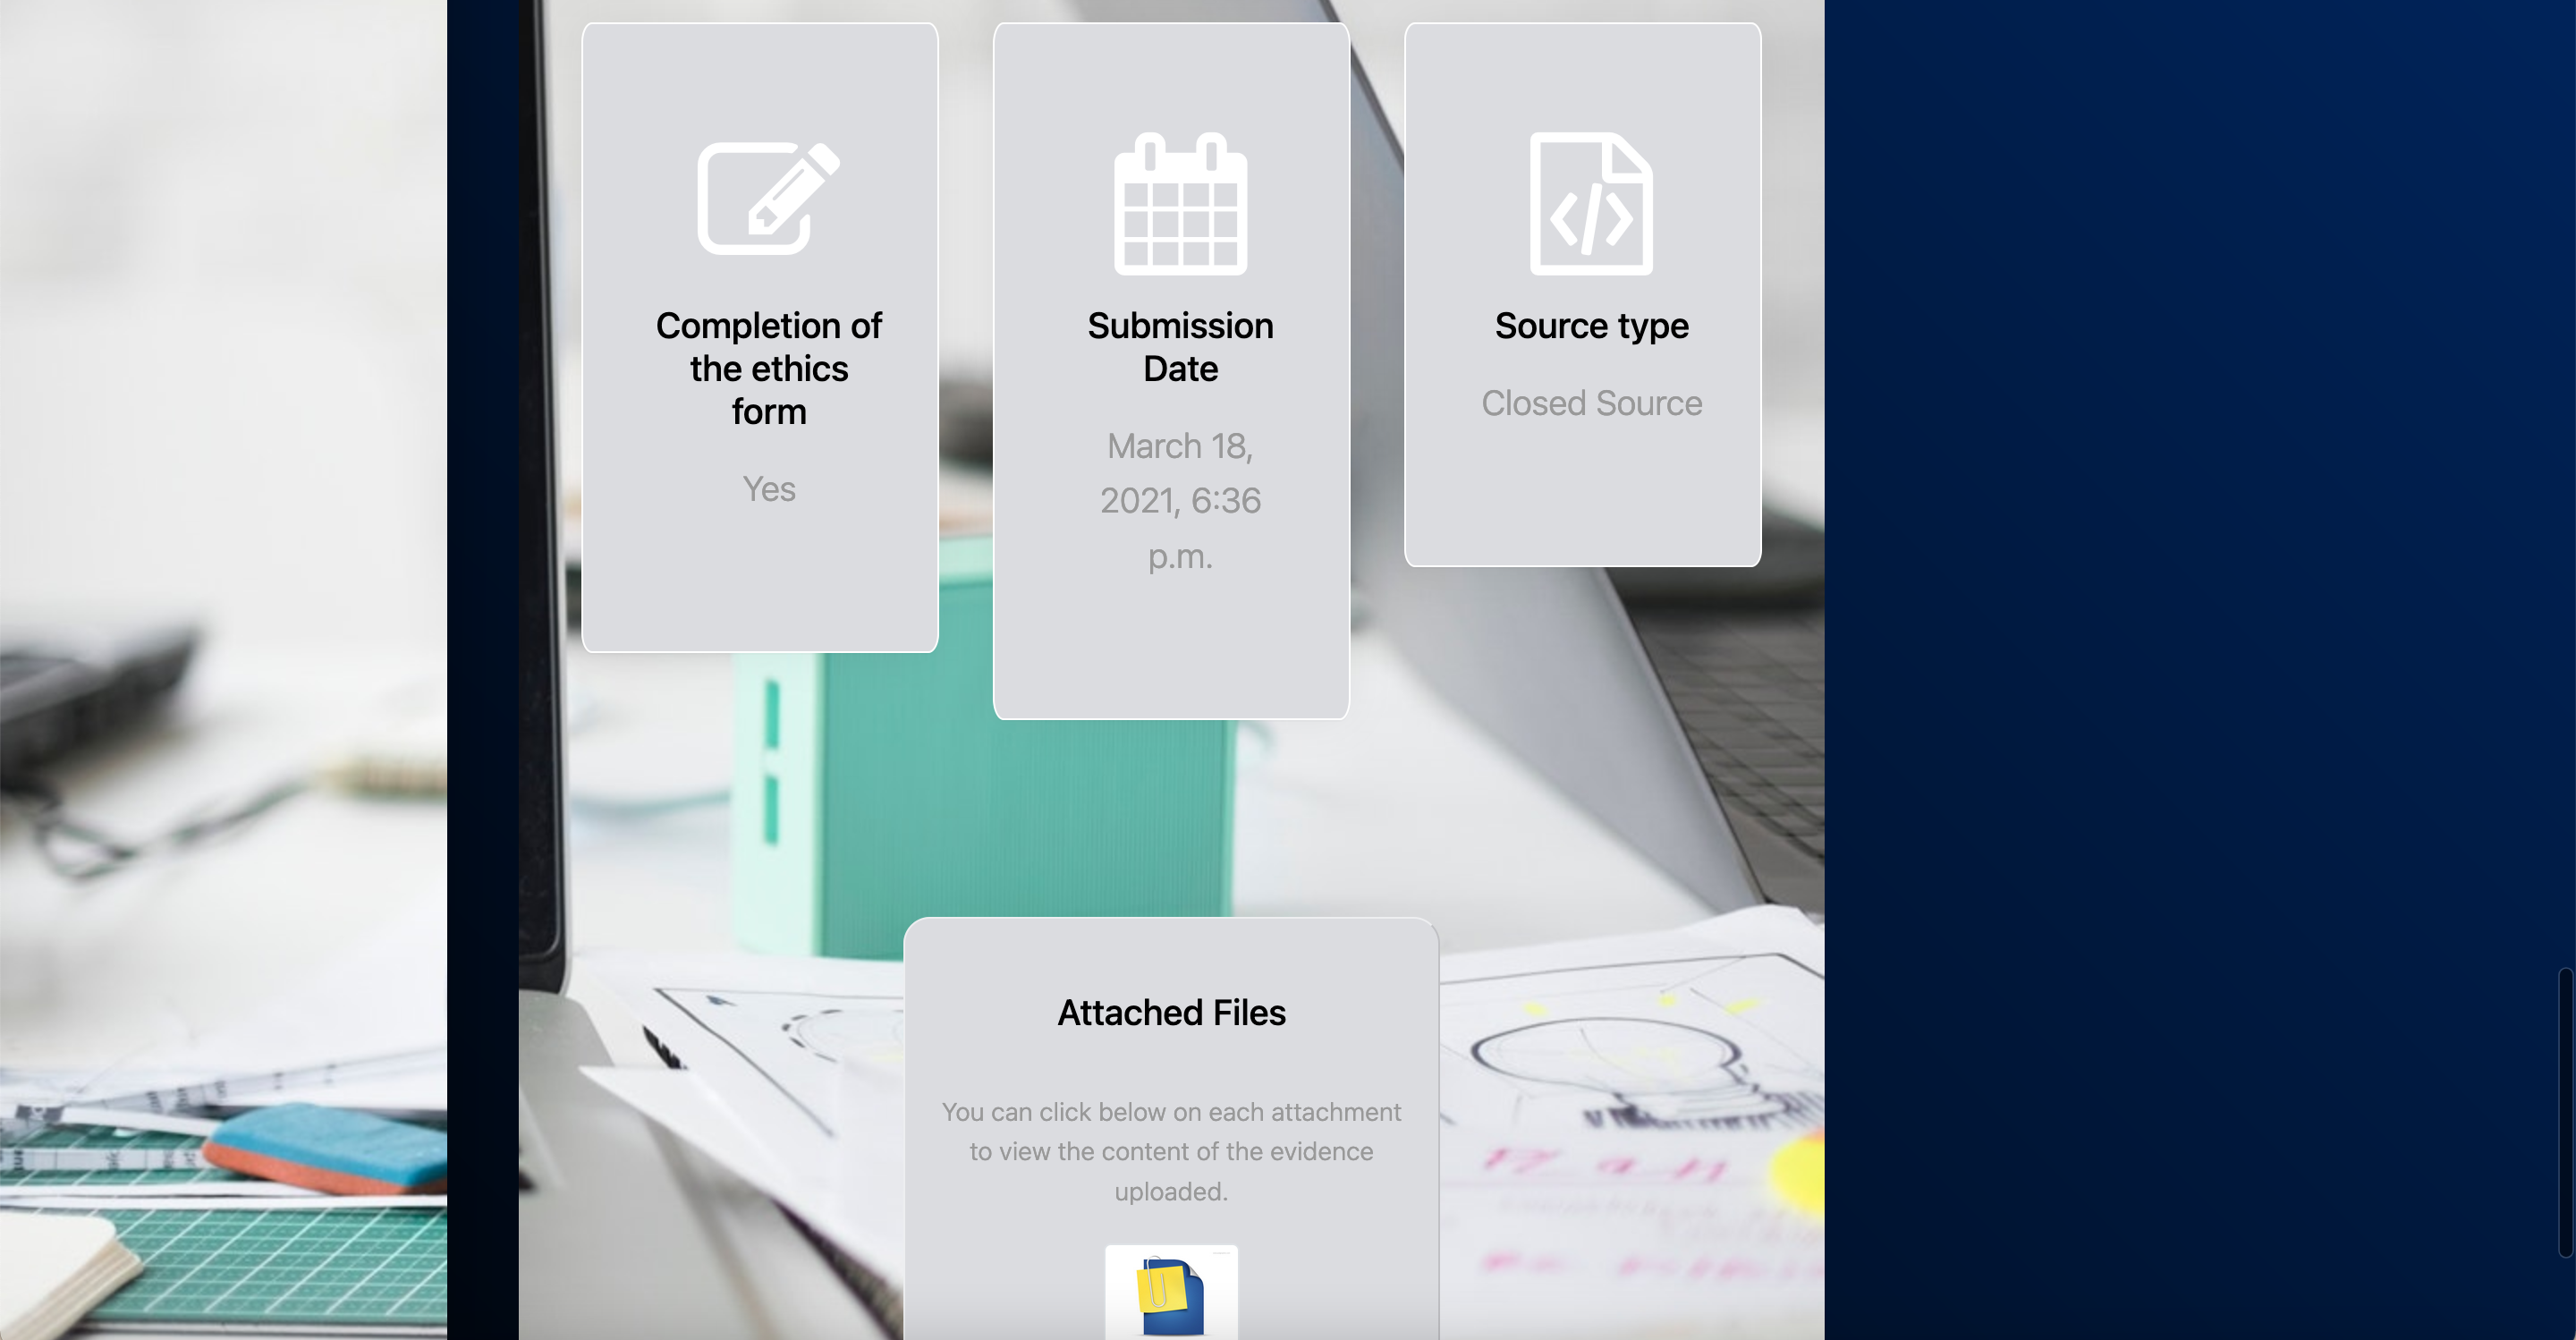 Completion of
the ethics
form
Yes
Submission
Date
March 18,
2021, 6:36
p.m.
Source type
Closed Source
Attached Files
You can click below on each attachment
to view the content of the evidence
uploaded.